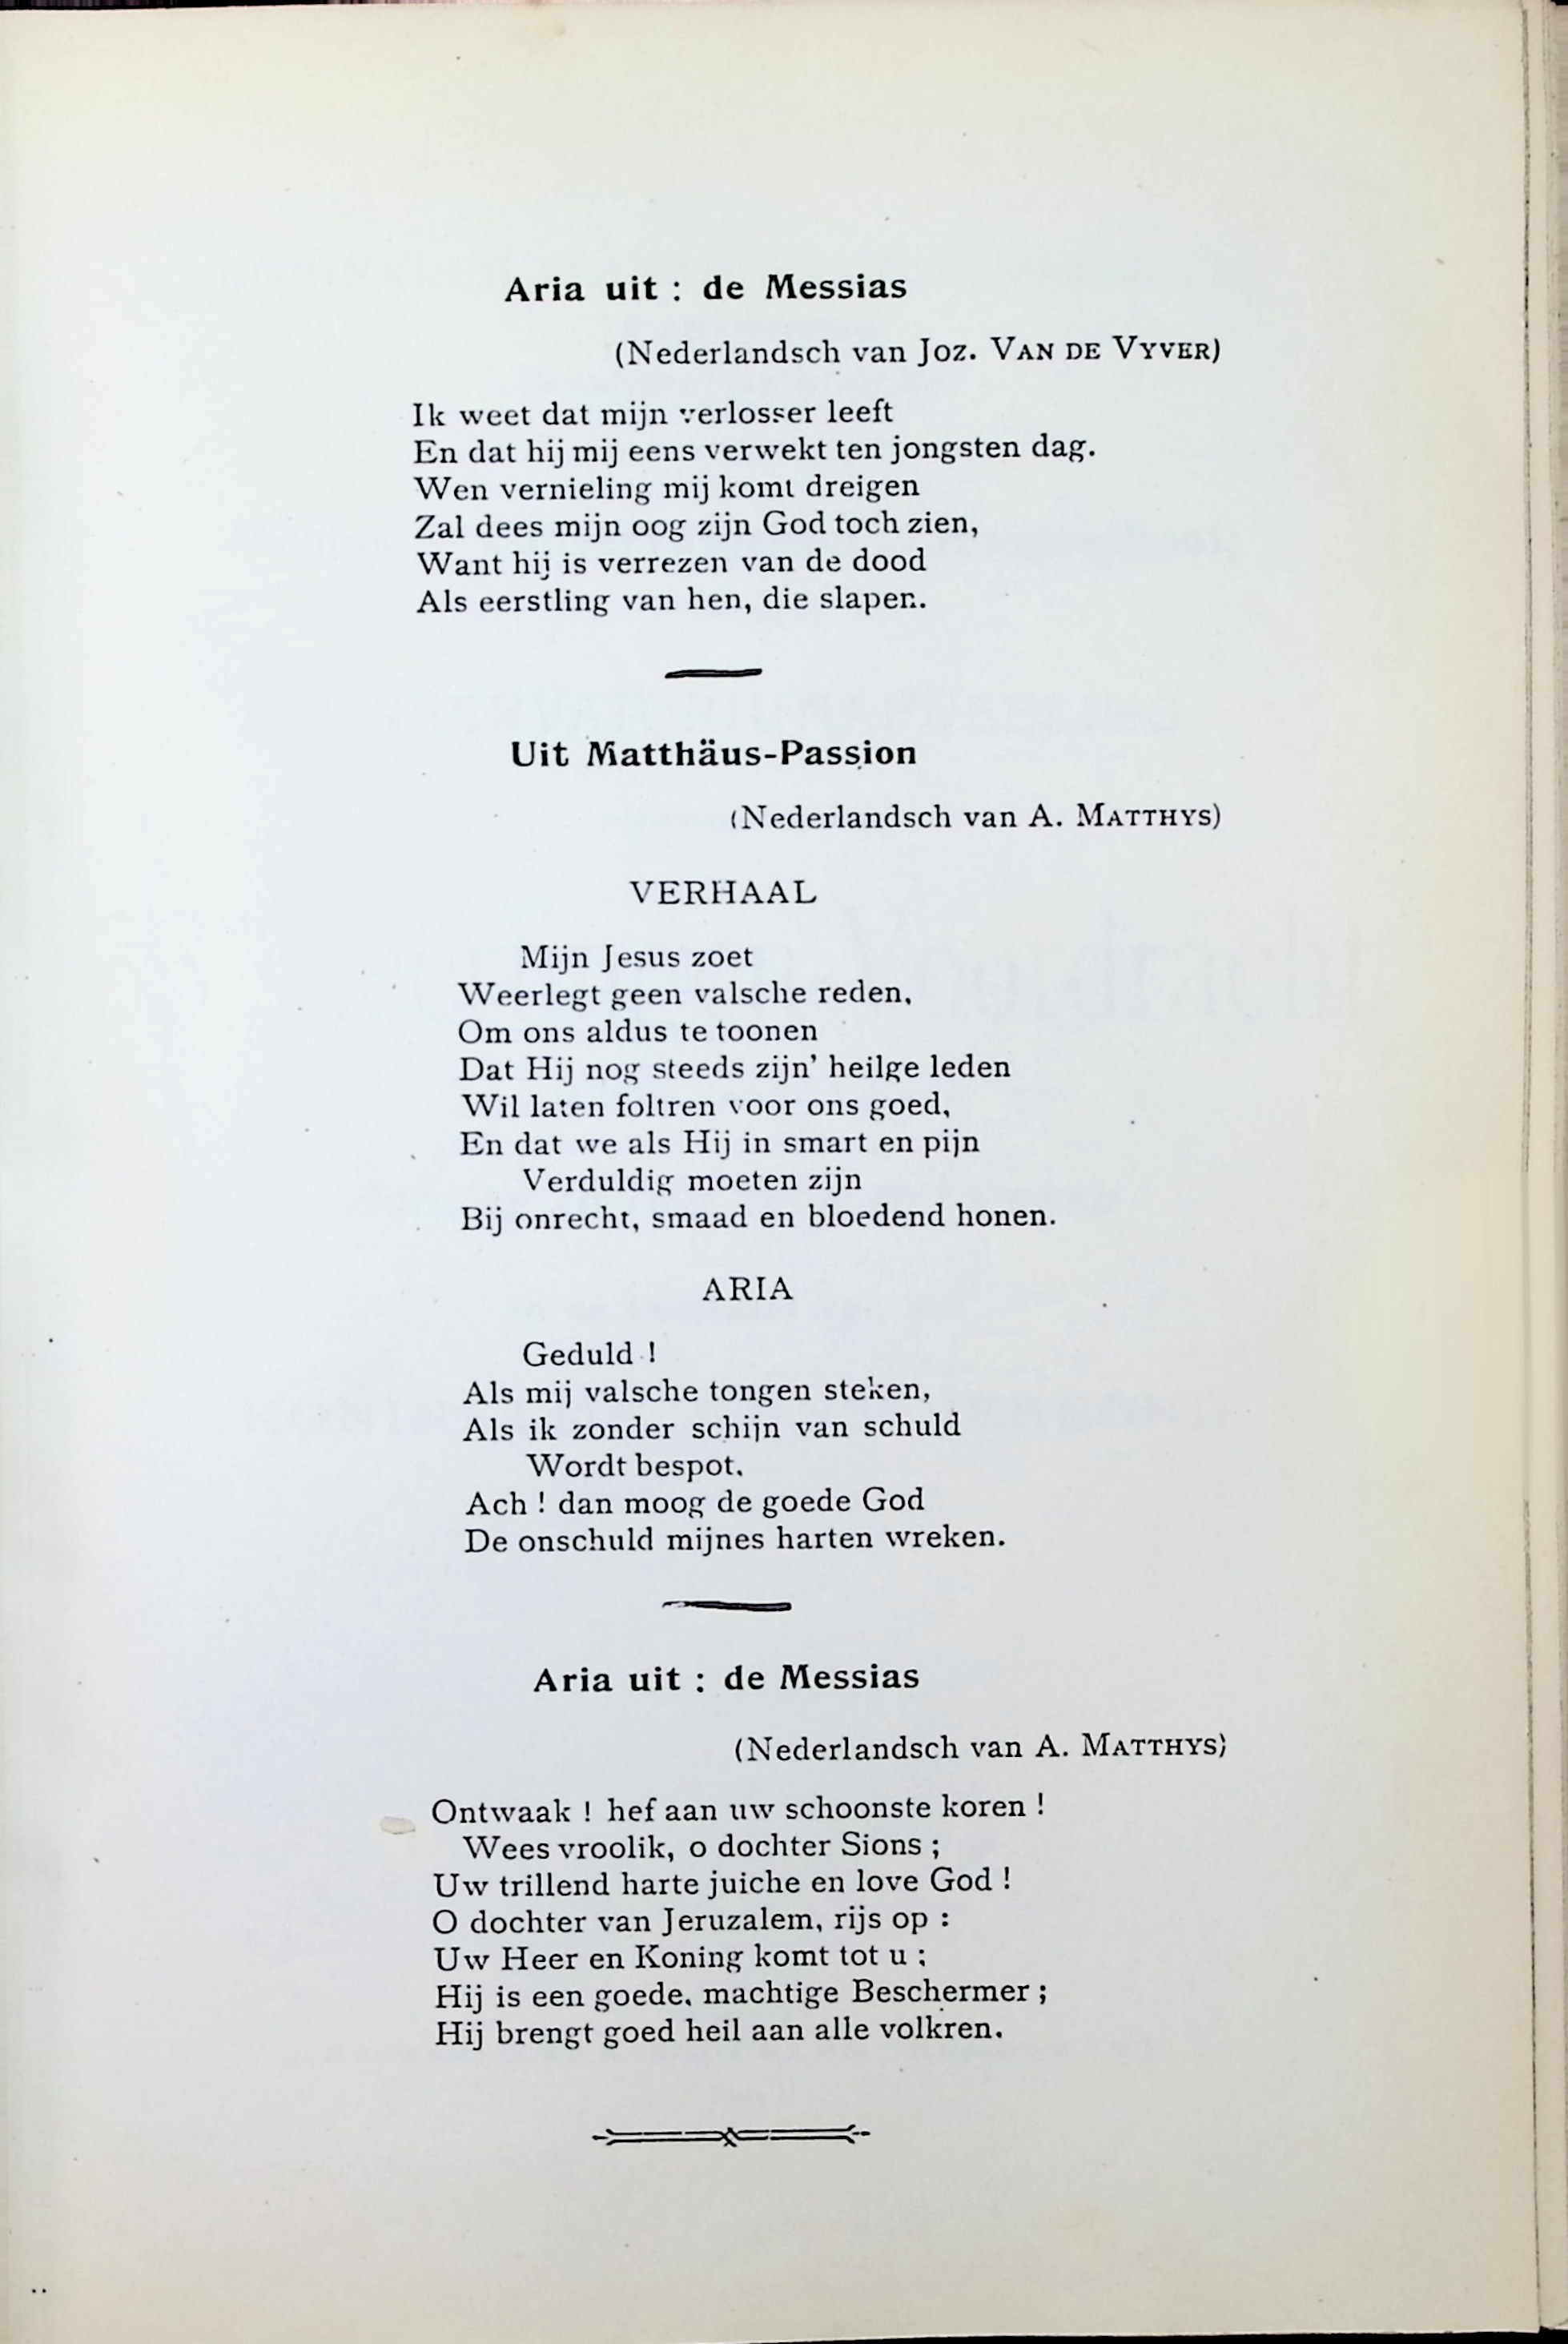 Aria uit : de Messias
(Nederlandsch van Joz. Van de Vyver)
Ik weet dat mijn verlosser leeft
En dat hij mij eens verwekt ten jongsten dag.
Wen vernieling mij komt dreigen
Zal dees mijn oog zijn God toch zien,
Want hij is verrezen van de dood
Als eerstling van hen, die slapen.
Uit Matthäus-Passion
(Nederlandsch van A. Matthys)
VERHAAL
Mijn Jesus zoet
Weerlegt geen valsche reden,
Om ons aldus te toonen
Dat Hij nog steeds zijn' heilge leden
Wil laten foltren voor ons goed,
En dat we als Hij in smart en pijn
Verduldig moeten zijn
Bij onrecht, smaad en bloedend honen.
ARIA
Geduld !
Als mij valsche tongen steken,
Als ik zonder schijn van schuld
Wordt bespot,
Ach ! dan moog de goede God
De onschuld mijnes harten wreken.
Aria uit : de Messias
(Nederlandsch van A. Matthys)
Ontwaak ! hef aan uw schoonste koren !
Wees vroolik, o dochter Sions ;
Uw trillend harte juiche en love God !
O dochter van Jeruzalem, rijs op :
Uw Heer en Koning komt tot u ;
Hij is een goede, machtige Beschermer ;
Hij brengt goed heil aan alle volkren.